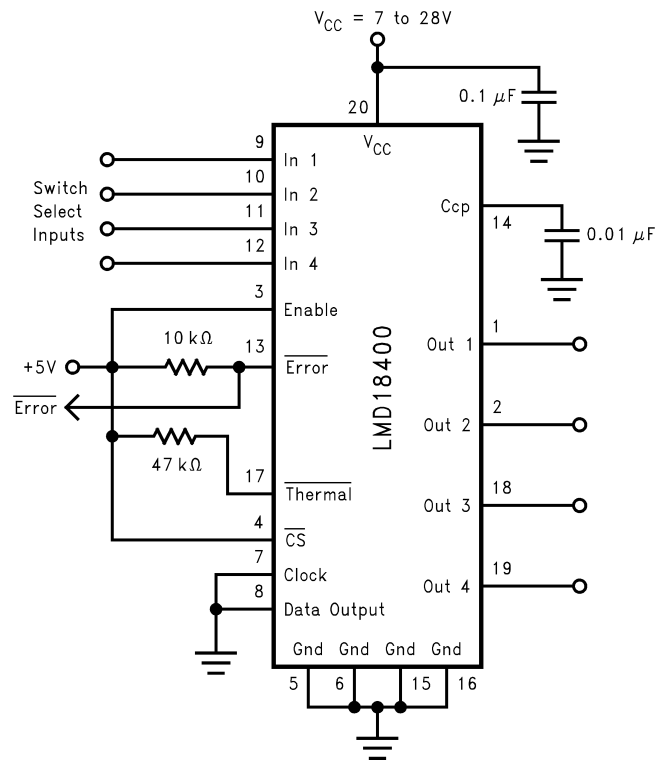 V_CC = 7 to 28V
0.1 μF
20
V_CC
9
In 1
10
In 2
11
In 3
12
In 4
Switch
Select
Inputs
Ccp
14
0.01 μF
3
Enable
10 kΩ
13
Error
+5V
Error
47 kΩ
17
Thermal
4
CS
7
Clock
8
Data Output
LMD18400
1
Out 1
2
Out 2
18
Out 3
19
Out 4
Gnd Gnd Gnd Gnd
5 6 15 16